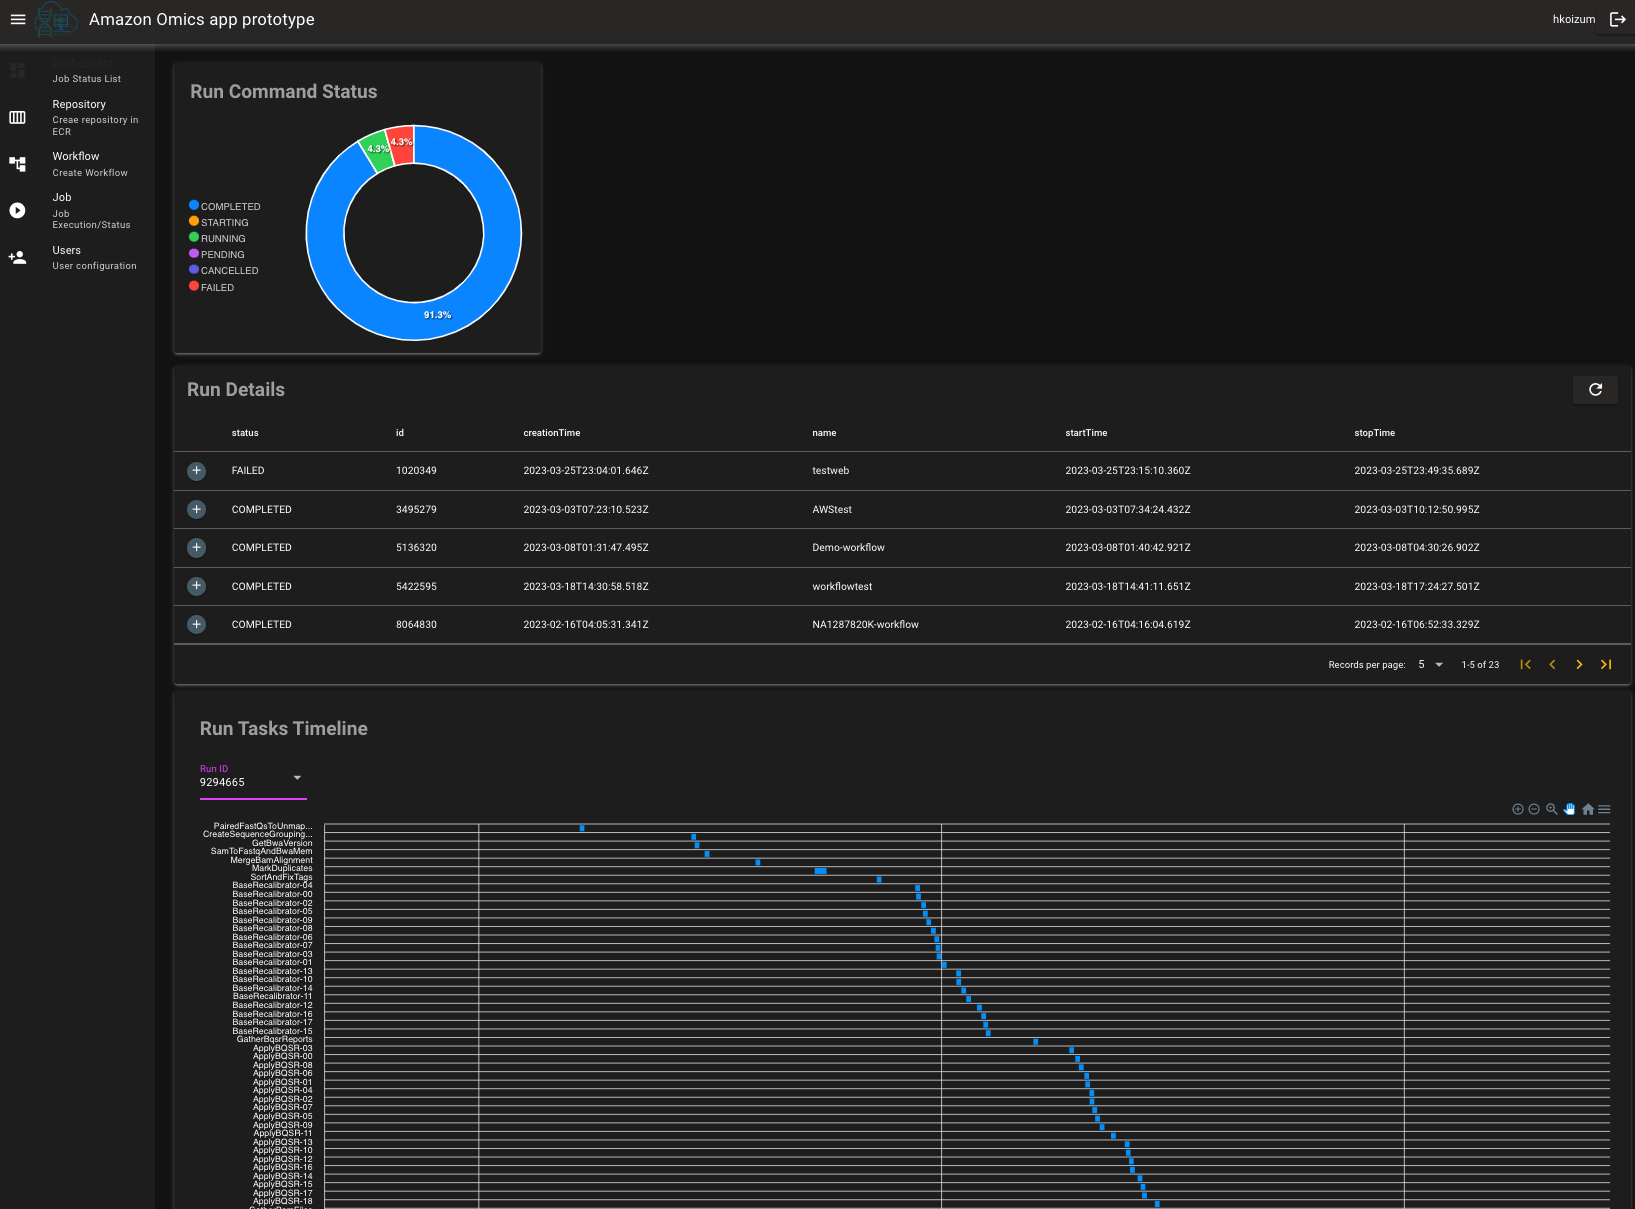 Amazon Omics app prototype
hkoizum
Dashboard
Job Status List
Repository
Creae repository in
ECR
Workflow
Create Workflow
Job
Job
Execution/Status
Users
User configuration
Run Command Status
COMPLETED
STARTING
RUNNING
PENDING
CANCELLED
FAILED
4.3%
4.3%
91.3%
Run Details
status id creationTime name startTime stopTime
FAILED 1020349 2023-03-25T23:04:01.646Z testweb 2023-03-25T23:15:10.360Z 2023-03-25T23:49:35.689Z
COMPLETED 3495279 2023-03-03T07:23:10.523Z AWStest 2023-03-03T07:34:24.432Z 2023-03-03T10:12:50.995Z
COMPLETED 5136320 2023-03-08T01:31:47.495Z Demo-workflow 2023-03-08T01:40:42.921Z 2023-03-08T04:30:26.902Z
COMPLETED 5422595 2023-03-18T14:30:58.518Z workflowtest 2023-03-18T14:41:11.651Z 2023-03-18T17:24:27.501Z
COMPLETED 8064830 2023-02-16T04:05:31.341Z NA1287820K-workflow 2023-02-16T04:16:04.619Z 2023-02-16T06:52:33.329Z
Records per page: 5 1-5 of 23
Run Tasks Timeline
Run ID
9294665
PairedFastQsToUnmap...
CreateSequenceGrouping...
GetBwaVersion
SamToFastqAndBwaMem
MergeBamAlignment
MarkDuplicates
SortAndFixTags
BaseRecalibrator-04
BaseRecalibrator-00
BaseRecalibrator-02
BaseRecalibrator-05
BaseRecalibrator-09
BaseRecalibrator-08
BaseRecalibrator-06
BaseRecalibrator-07
BaseRecalibrator-03
BaseRecalibrator-01
BaseRecalibrator-13
BaseRecalibrator-10
BaseRecalibrator-14
BaseRecalibrator-11
BaseRecalibrator-12
BaseRecalibrator-16
BaseRecalibrator-17
BaseRecalibrator-15
GatherBqsrReports
ApplyBQSR-03
ApplyBQSR-00
ApplyBQSR-08
ApplyBQSR-06
ApplyBQSR-01
ApplyBQSR-04
ApplyBQSR-02
ApplyBQSR-07
ApplyBQSR-05
ApplyBQSR-09
ApplyBQSR-11
ApplyBQSR-13
ApplyBQSR-10
ApplyBQSR-12
ApplyBQSR-16
ApplyBQSR-14
ApplyBQSR-15
ApplyBQSR-17
ApplyBQSR-18
GatherBamFiles